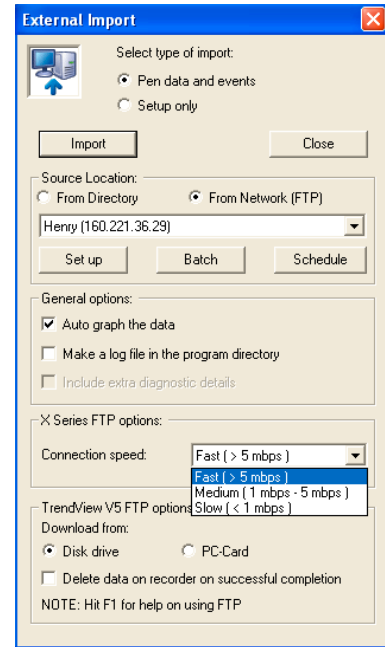 External Import
Select type of import:
Pen data and events
Setup only
Import
Close
Source Location:
From Directory
From Network (FTP)
Henry (160.221.36.29)
Set up
Batch
Schedule
General options:
Auto graph the data
Make a log file in the program directory
Include extra diagnostic details
X Series FTP options:
Connection speed:
Fast ( > 5 mbps )
Fast ( > 5 mbps )
Medium ( 1 mbps - 5 mbps )
Slow ( < 1 mbps )
TrendView V5 FTP options
Download from:
Disk drive
PC-Card
Delete data on recorder on successful completion
NOTE: Hit F1 for help on using FTP